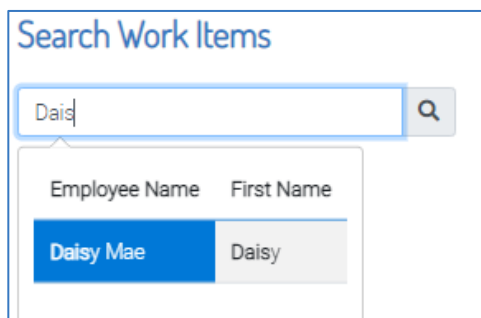 Search Work Items
Dais
Employee Name First Name
Daisy Mae Daisy